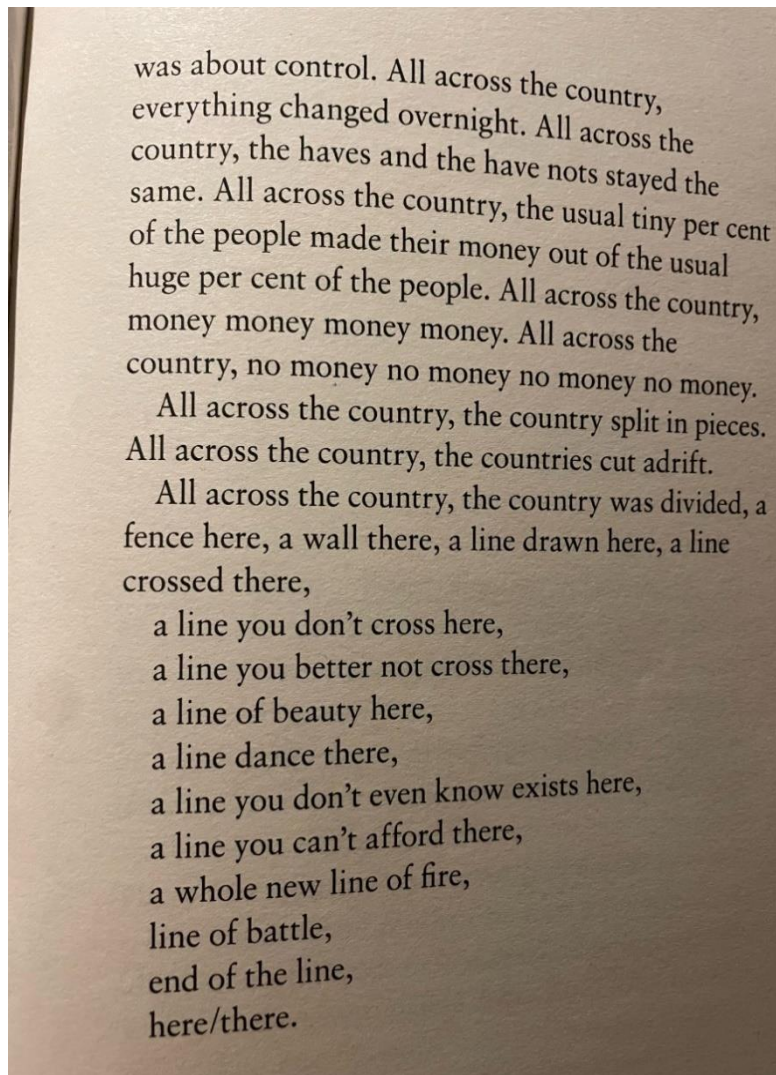 was about control. All across the country,
everything changed overnight. All across the
country, the haves and the have nots stayed the
same. All across the country, the usual tiny per cent
of the people made their money out of the usual
huge per cent of the people. All across the country,
money money money money. All across the
country, no money no money no money no money.
All across the country, the country split in pieces.
All across the country, the countries cut adrift.
All across the country, the country was divided, a
fence here, a wall there, a line drawn here, a line
crossed there,
a line you don't cross here,
a line you better not cross there,
a line of beauty here,
a line dance there,
a line you don't even know exists here,
a line you can't afford there,
a whole new line of fire,
line of battle,
end of the line,
here/there.